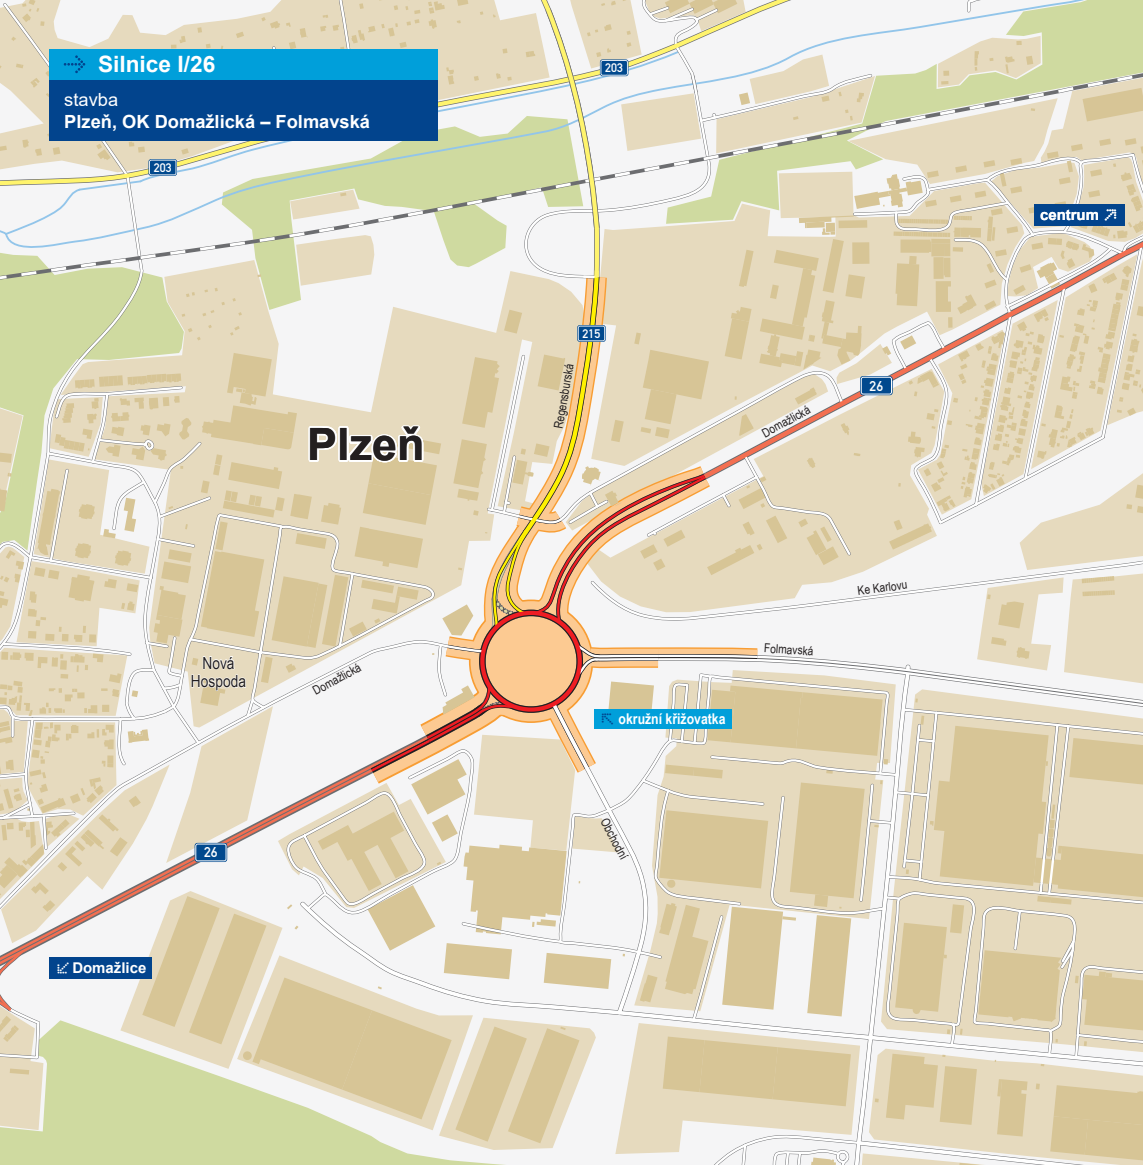 Silnice I/26
stavba
Plzeň, OK Domažlická – Folmavská
203
203
centrum
215
Regensburská
26
Domažlická
Plzeň
Ke Karlovu
Folmavská
Nová
Hospoda
Domažlická
okružní křižovatka
26
Obchodní
Domažlice